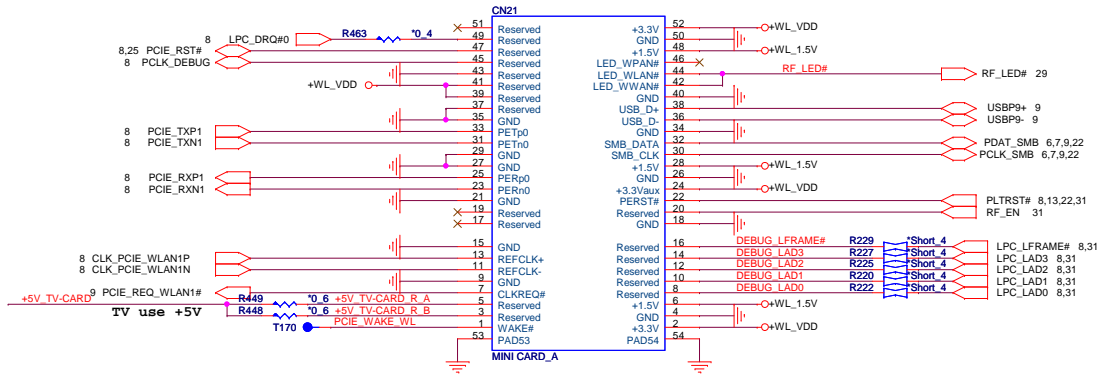 CN21
51 Reserved +3.3V 52 +WL_VDD
8 LPC_DRQ#0 R463 *0_4 49 Reserved GND 50
8,25 PCIE_RST# 47 Reserved +1.5V 48 +WL_1.5V
8 PCLK_DEBUG 45 Reserved LED_WPAN# 46
43 Reserved LED_WLAN# 44 RF_LED# RF_LED# 29
+WL_VDD 41 Reserved LED_WWAN# 42
39 Reserved GND 40
37 Reserved USB_D+ 38 USBP9+ 9
35 GND USB_D- 36 USBP9- 9
8 PCIE_TXP1 33 PETp0 GND 34
8 PCIE_TXN1 31 PETn0 SMB_DATA 32 PDAT_SMB 6,7,9,22
29 GND SMB_CLK 30 PCLK_SMB 6,7,9,22
27 GND +1.5V 28 +WL_1.5V
8 PCIE_RXP1 25 PERp0 GND 26
8 PCIE_RXN1 23 PERn0 +3.3Vaux 24 +WL_VDD
21 GND PERST# 22 PLTRST# 8,13,22,31
19 Reserved Reserved 20 RF_EN 31
17 Reserved GND 18
15 GND Reserved 16 DEBUG_LFRAME# R229 *Short_4 LPC_LFRAME# 8,31
8 CLK_PCIE_WLAN1P 13 REFCLK+ Reserved 14 DEBUG_LAD3 R227 *Short_4 LPC_LAD3 8,31
8 CLK_PCIE_WLAN1N 11 REFCLK- Reserved 12 DEBUG_LAD2 R225 *Short_4 LPC_LAD2 8,31
9 GND Reserved 10 DEBUG_LAD1 R220 *Short_4 LPC_LAD1 8,31
9 PCIE_REQ_WLAN1# 7 CLKREQ# Reserved 8 DEBUG_LAD0 R222 *Short_4 LPC_LAD0 8,31
+5V_TV-CARD R449 *0_6 +5V_TV-CARD_R_A 5 Reserved +1.5V 6 +WL_1.5V
TV use +5V R448 *0_6 +5V_TV-CARD_R_B 3 Reserved GND 4
T170 PCIE_WAKE_WL 1 WAKE# +3.3V 2 +WL_VDD
53 PAD53 PAD54 54
MINI CARD_A